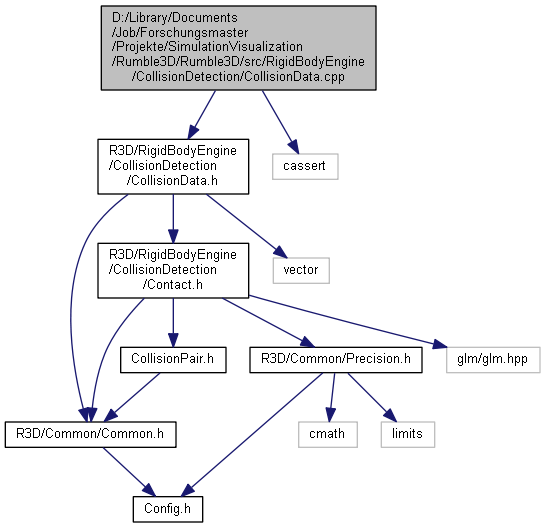 D:/Library/Documents
/Job/Forschungsmaster
/Projekte/SimulationVisualization
/Rumble3D/Rumble3D/src/RigidBodyEngine
/CollisionDetection/CollisionData.cpp
R3D/RigidBodyEngine
/CollisionDetection
/CollisionData.h
cassert
R3D/RigidBodyEngine
/CollisionDetection
/Contact.h
vector
CollisionPair.h
R3D/Common/Precision.h
glm/glm.hpp
R3D/Common/Common.h
cmath
limits
Config.h